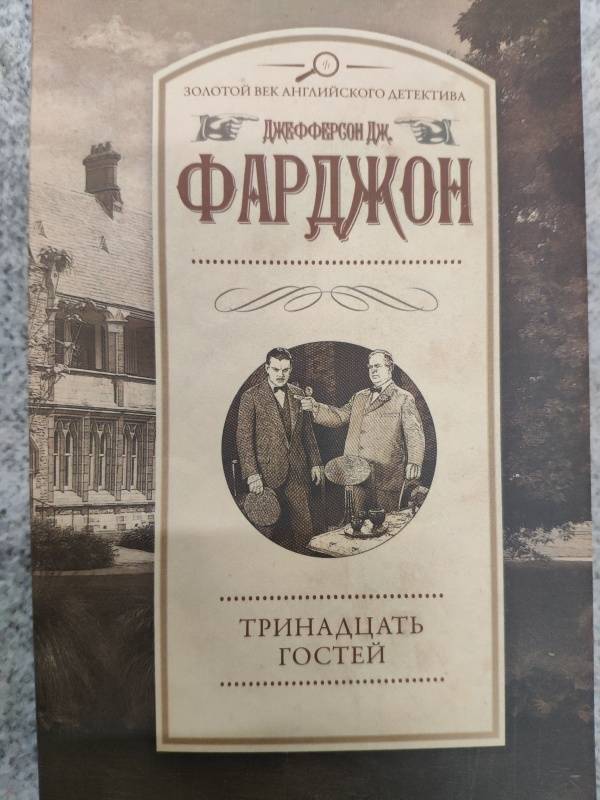 ЗОЛОТОЙ ВЕК АНГЛИЙСКОГО ДЕТЕКТИВА
ДЖЕФФЕРСОН ДЖ.
ФАРДЖОН
ТРИНАДЦАТЬ
ГОСТЕЙ